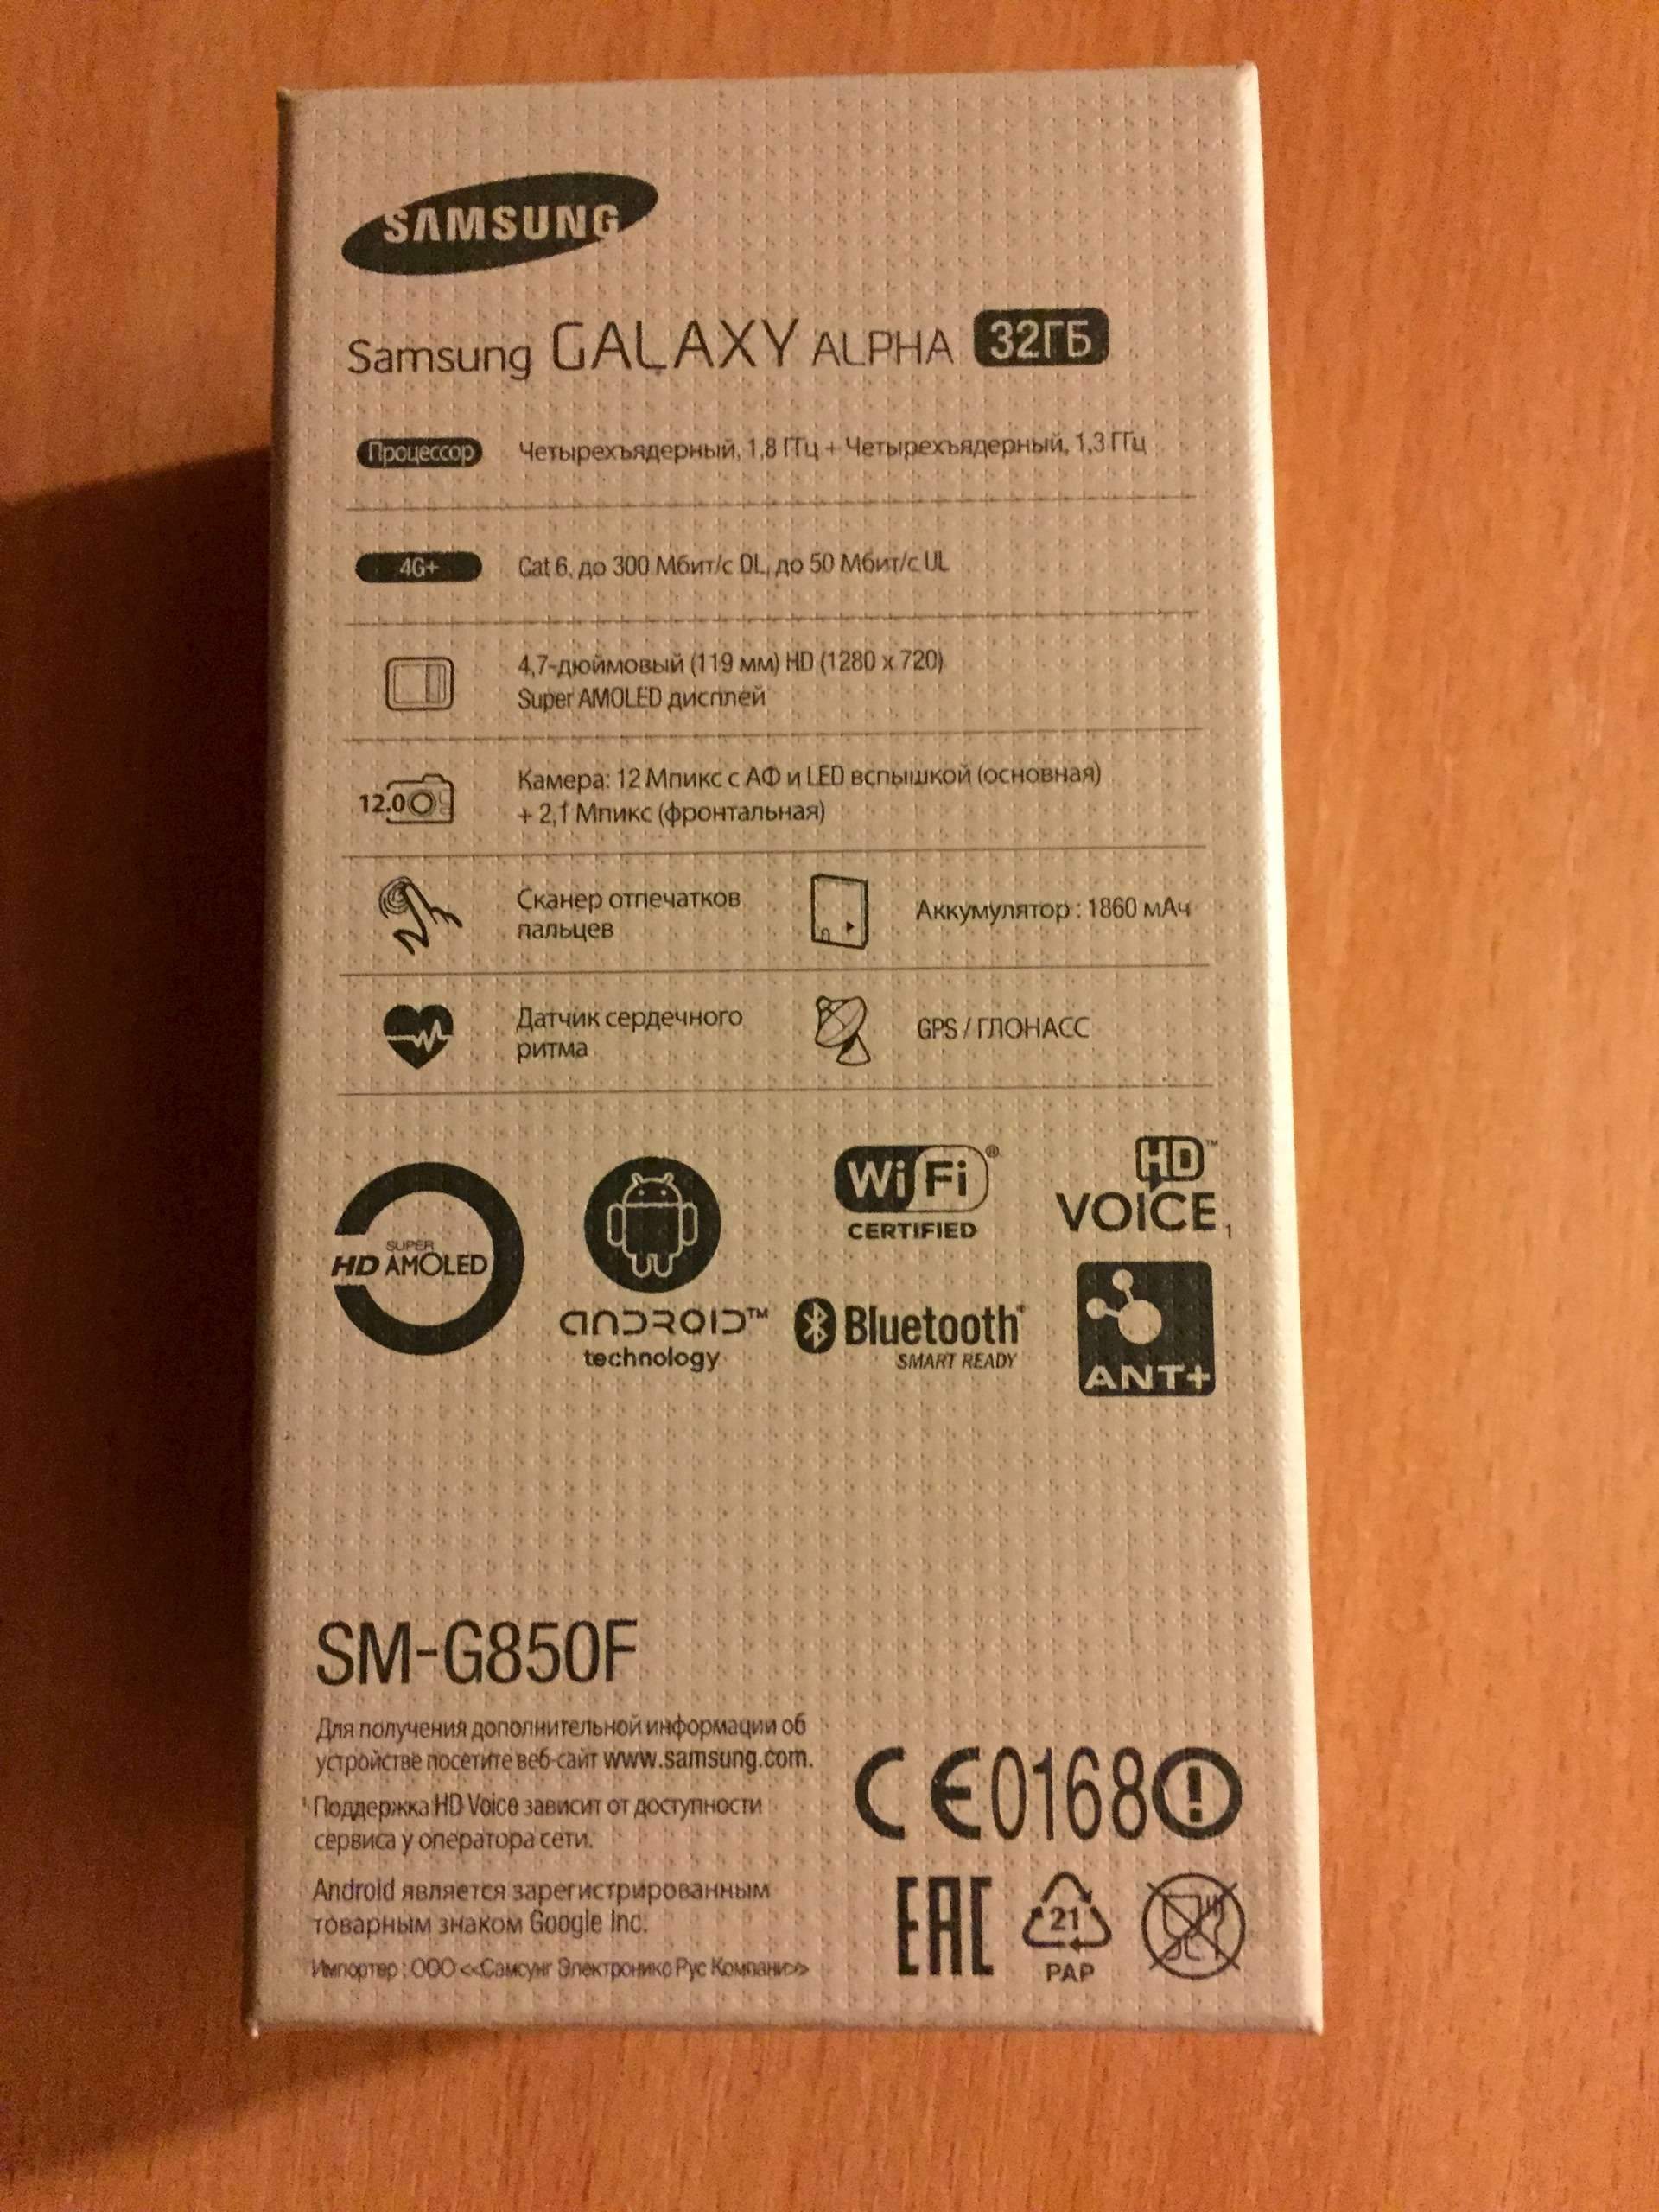 SAMSUNG
Samsung GALAXY ALPHA 32ГБ
Процессор Четырехъядерный, 1,8 ГГц + Четырехъядерный, 1,3 ГГц
4G+ Cat 6, до 300 Мбит/с DL, до 50 Мбит/с UL
4,7-дюймовый (119 мм) HD (1280 x 720)
Super AMOLED дисплей
12.0 Камера: 12 Мпикс с АФ и LED вспышкой (основная)
+ 2,1 Мпикс (фронтальная)
Сканер отпечатков
пальцев
Аккумулятор : 1860 мАч
Датчик сердечного
ритма
GPS / ГЛОНАСС
HD SUPER AMOLED
ANDROID™
technology
Wi Fi ®
CERTIFIED
HD™
VOICE 1
Bluetooth®
SMART READY
ANT+
SM-G850F
Для получения дополнительной информации об
устройстве посетите веб-сайт www.samsung.com.
¹ Поддержка HD Voice зависит от доступности
сервиса у оператора сети.
Android является зарегистрированным
товарным знаком Google Inc.
Импортер : ООО <<Самсунг Электроникс Рус Компани>>
CE0168
EAC
21
PAP